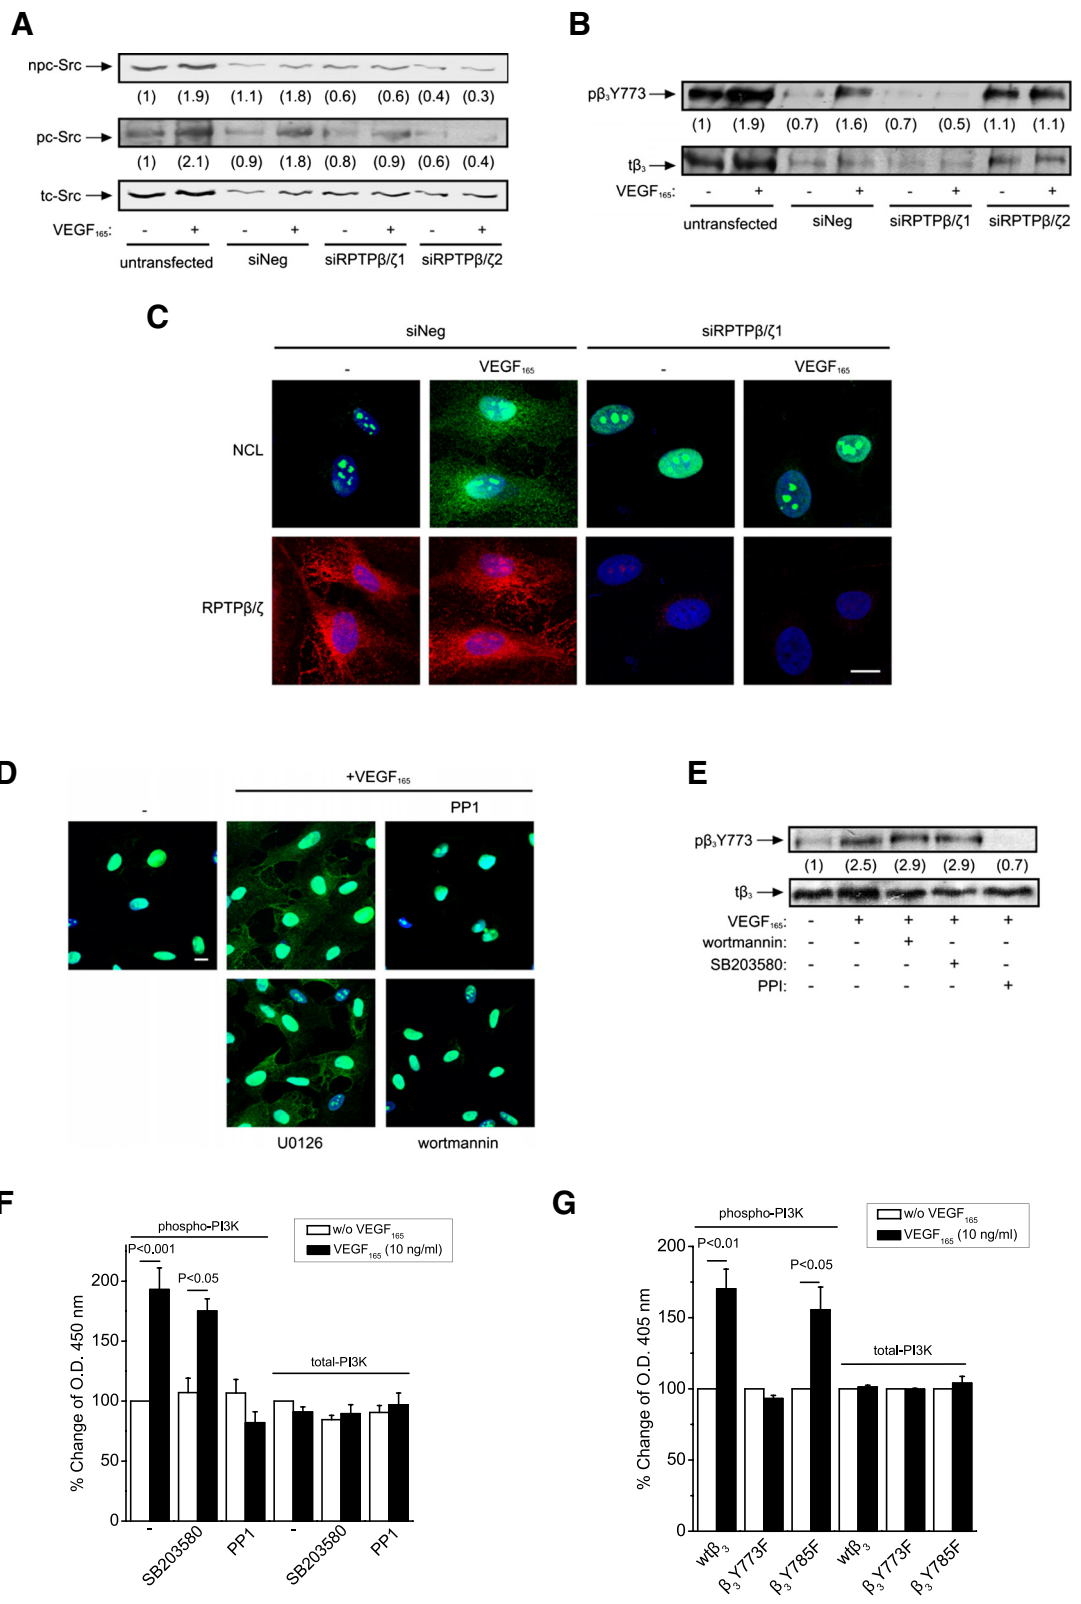 A
npc-Src
(1) (1.9) (1.1) (1.8) (0.6) (0.6) (0.4) (0.3)
pc-Src
(1) (2.1) (0.9) (1.8) (0.8) (0.9) (0.6) (0.4)
tc-Src
VEGF₁₆₅: - + - + - + - +
untransfected siNeg siRPTPβ/ζ1 siRPTPβ/ζ2
B
pβ₃Y773
(1) (1.9) (0.7) (1.6) (0.7) (0.5) (1.1) (1.1)
tβ₃
VEGF₁₆₅: - + - + - + - +
untransfected siNeg siRPTPβ/ζ1 siRPTPβ/ζ2
C
siNeg siRPTPβ/ζ1
- VEGF₁₆₅ - VEGF₁₆₅
NCL
RPTPβ/ζ
D
+VEGF₁₆₅
- PP1
U0126 wortmannin
E
pβ₃Y773
(1) (2.5) (2.9) (2.9) (0.7)
tβ₃
VEGF₁₆₅: - + + + +
wortmannin: - - + - -
SB203580: - - - + -
PPI: - - - - +
F
phospho-PI3K
w/o VEGF₁₆₅
VEGF₁₆₅ (10 ng/ml)
P<0.001
P<0.05
total-PI3K
% Change of O.D. 450 nm
200
150
100
50
0
- SB203580 PP1 - SB203580 PP1
G
phospho-PI3K
w/o VEGF₁₆₅
VEGF₁₆₅ (10 ng/ml)
P<0.01
P<0.05
total-PI3K
% Change of O.D. 405 nm
200
150
100
50
0
wtβ₃ β₃Y773F β₃Y785F wtβ₃ β₃Y773F β₃Y785F